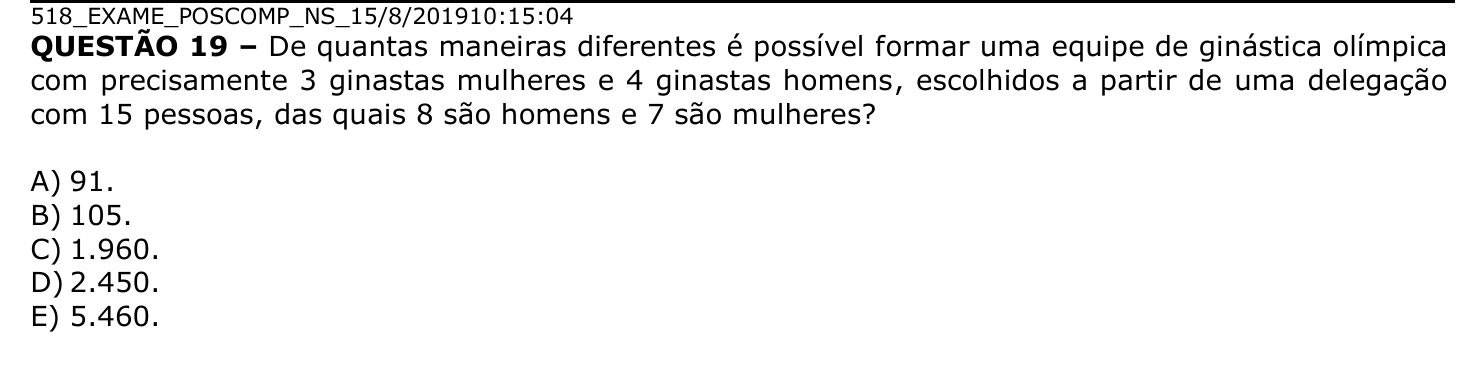 518_EXAME_POSCOMP_NS_15/8/201910:15:04
QUESTÃO 19 – De quantas maneiras diferentes é possível formar uma equipe de ginástica olímpica
com precisamente 3 ginastas mulheres e 4 ginastas homens, escolhidos a partir de uma delegação
com 15 pessoas, das quais 8 são homens e 7 são mulheres?
A) 91.
B) 105.
C) 1.960.
D) 2.450.
E) 5.460.